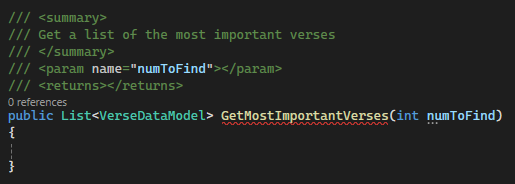 /// <summary>
/// Get a list of the most important verses
/// </summary>
/// <param name="numToFind"></param>
/// <returns></returns>
0 references
public List<VerseDataModel> GetMostImportantVerses(int numToFind)
{
}